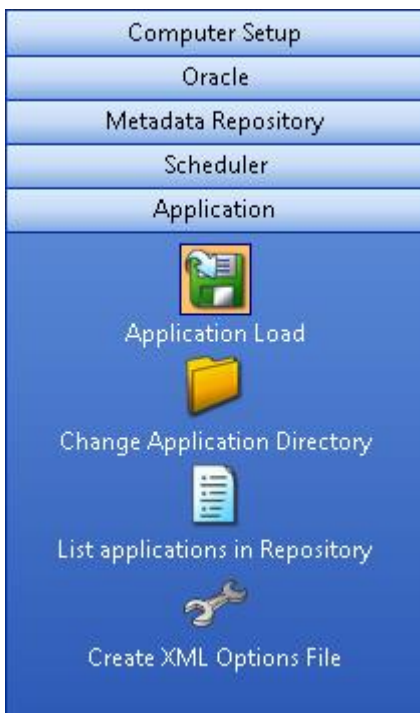 Computer Setup
Oracle
Metadata Repository
Scheduler
Application
Application Load
Change Application Directory
List applications in Repository
Create XML Options File